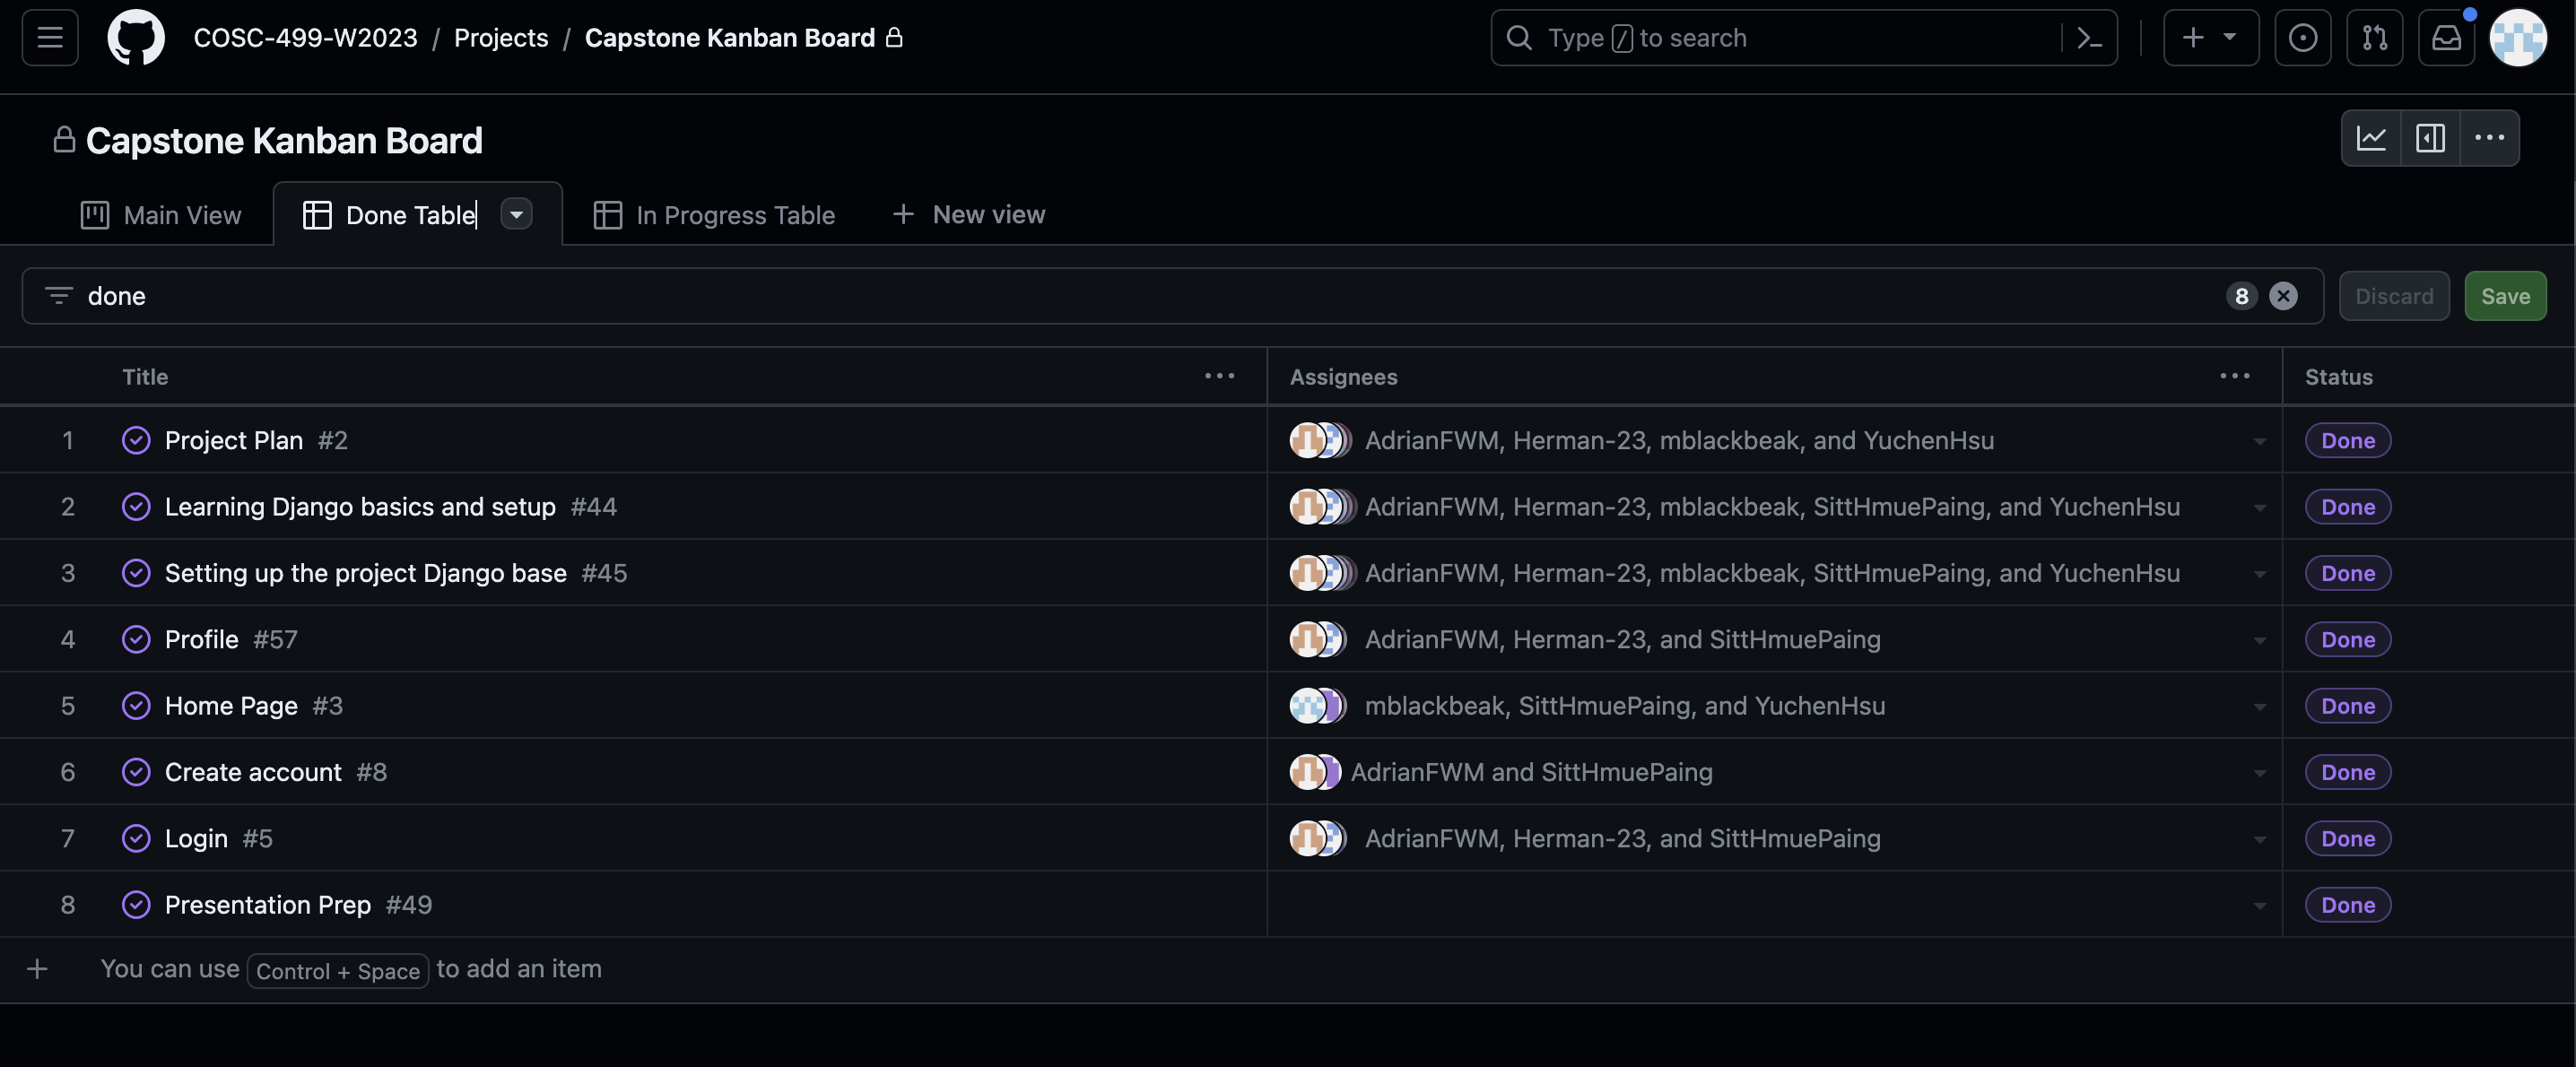 COSC-499-W2023 / Projects / Capstone Kanban Board
Type / to search
Capstone Kanban Board
Main View
Done Table
In Progress Table
+ New view
done
8
Discard
Save
Title
Assignees
Status
1 Project Plan #2 AdrianFWM, Herman-23, mblackbeak, and YuchenHsu Done
2 Learning Django basics and setup #44 AdrianFWM, Herman-23, mblackbeak, SittHmuePaing, and YuchenHsu Done
3 Setting up the project Django base #45 AdrianFWM, Herman-23, mblackbeak, SittHmuePaing, and YuchenHsu Done
4 Profile #57 AdrianFWM, Herman-23, and SittHmuePaing Done
5 Home Page #3 mblackbeak, SittHmuePaing, and YuchenHsu Done
6 Create account #8 AdrianFWM and SittHmuePaing Done
7 Login #5 AdrianFWM, Herman-23, and SittHmuePaing Done
8 Presentation Prep #49 Done
+ You can use Control + Space to add an item